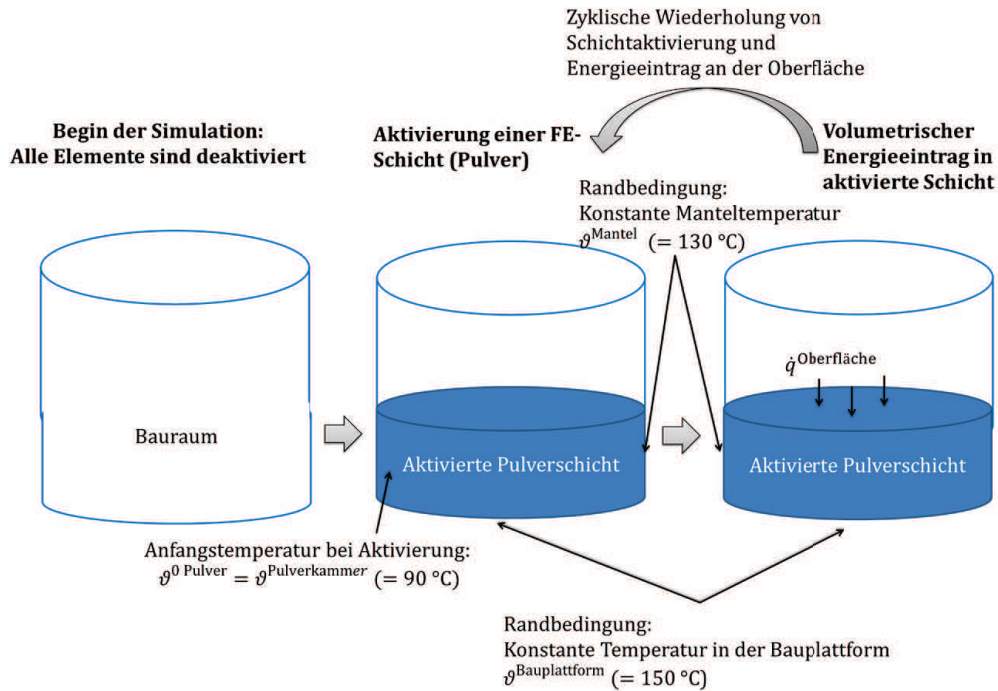 Zyklische Wiederholung von
Schichtaktivierung und
Energieeintrag an der Oberfläche
Begin der Simulation:
Alle Elemente sind deaktiviert
Aktivierung einer FE-
Schicht (Pulver)
Volumetrischer
Energieeintrag in
aktivierte Schicht
Randbedingung:
Konstante Manteltemperatur
𝜗^Mantel (= 130 °C)
q̇^Oberfläche
Bauraum
Aktivierte Pulverschicht
Aktivierte Pulverschicht
Anfangstemperatur bei Aktivierung:
𝜗^0 Pulver = 𝜗^Pulverkammer (= 90 °C)
Randbedingung:
Konstante Temperatur in der Bauplattform
𝜗^Bauplattform (= 150 °C)